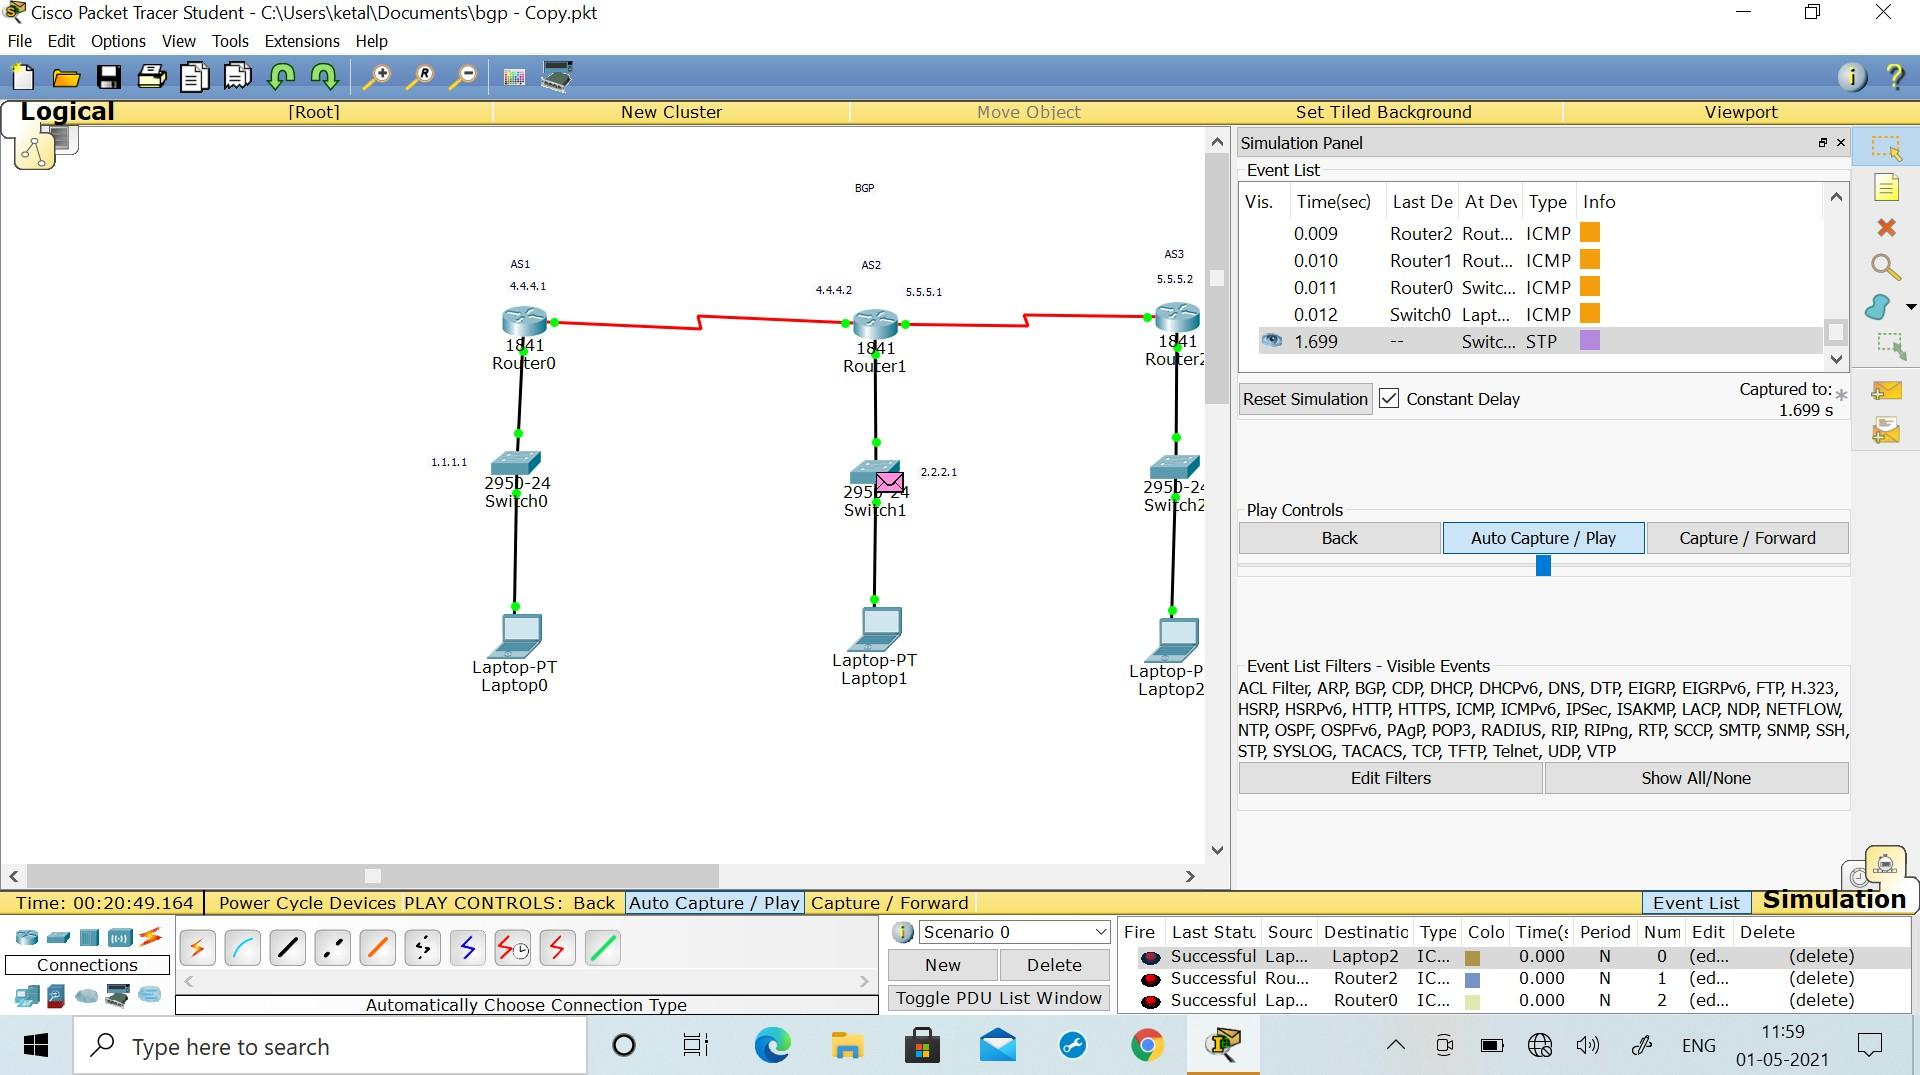 Cisco Packet Tracer Student - C:\Users\ketal\Documents\bgp - Copy.pkt
File Edit Options View Tools Extensions Help
Logical [Root] New Cluster Move Object Set Tiled Background Viewport
BGP
AS1
4.4.4.1
AS2
4.4.4.2
5.5.5.1
AS3
5.5.5.2
1841
Router0
1841
Router1
1841
Router2
1.1.1.1
2950-24
Switch0
2950-24
Switch1
2.2.2.1
2950-24
Switch2
Laptop-PT
Laptop0
Laptop-PT
Laptop1
Laptop-P
Laptop2
Simulation Panel
Event List
Vis. Time(sec) Last De At Dev Type Info
0.009 Router2 Rout... ICMP
0.010 Router1 Rout... ICMP
0.011 Router0 Switc... ICMP
0.012 Switch0 Lapt... ICMP
1.699 -- Switc... STP
Reset Simulation Constant Delay Captured to: *
1.699 s
Play Controls
Back Auto Capture / Play Capture / Forward
Event List Filters - Visible Events
ACL Filter, ARP, BGP, CDP, DHCP, DHCPv6, DNS, DTP, EIGRP, EIGRPv6, FTP, H.323,
HSRP, HSRPv6, HTTP, HTTPS, ICMP, ICMPv6, IPSec, ISAKMP, LACP, NDP, NETFLOW,
NTP, OSPF, OSPFv6, PAgP, POP3, RADIUS, RIP, RIPng, RTP, SCCP, SMTP, SNMP, SSH,
STP, SYSLOG, TACACS, TCP, TFTP, Telnet, UDP, VTP
Edit Filters Show All/None
Time: 00:20:49.164 Power Cycle Devices PLAY CONTROLS: Back Auto Capture / Play Capture / Forward Event List Simulation
Connections
Automatically Choose Connection Type
Scenario 0
New Delete
Toggle PDU List Window
Fire Last Statu Sourc Destinatic Type Colo Time(s Period Num Edit Delete
Successful Lap... Laptop2 IC... 0.000 N 0 (ed... (delete)
Successful Rou... Router2 IC... 0.000 N 1 (ed... (delete)
Successful Lap... Router0 IC... 0.000 N 2 (ed... (delete)
Type here to search
ENG
11:59
01-05-2021